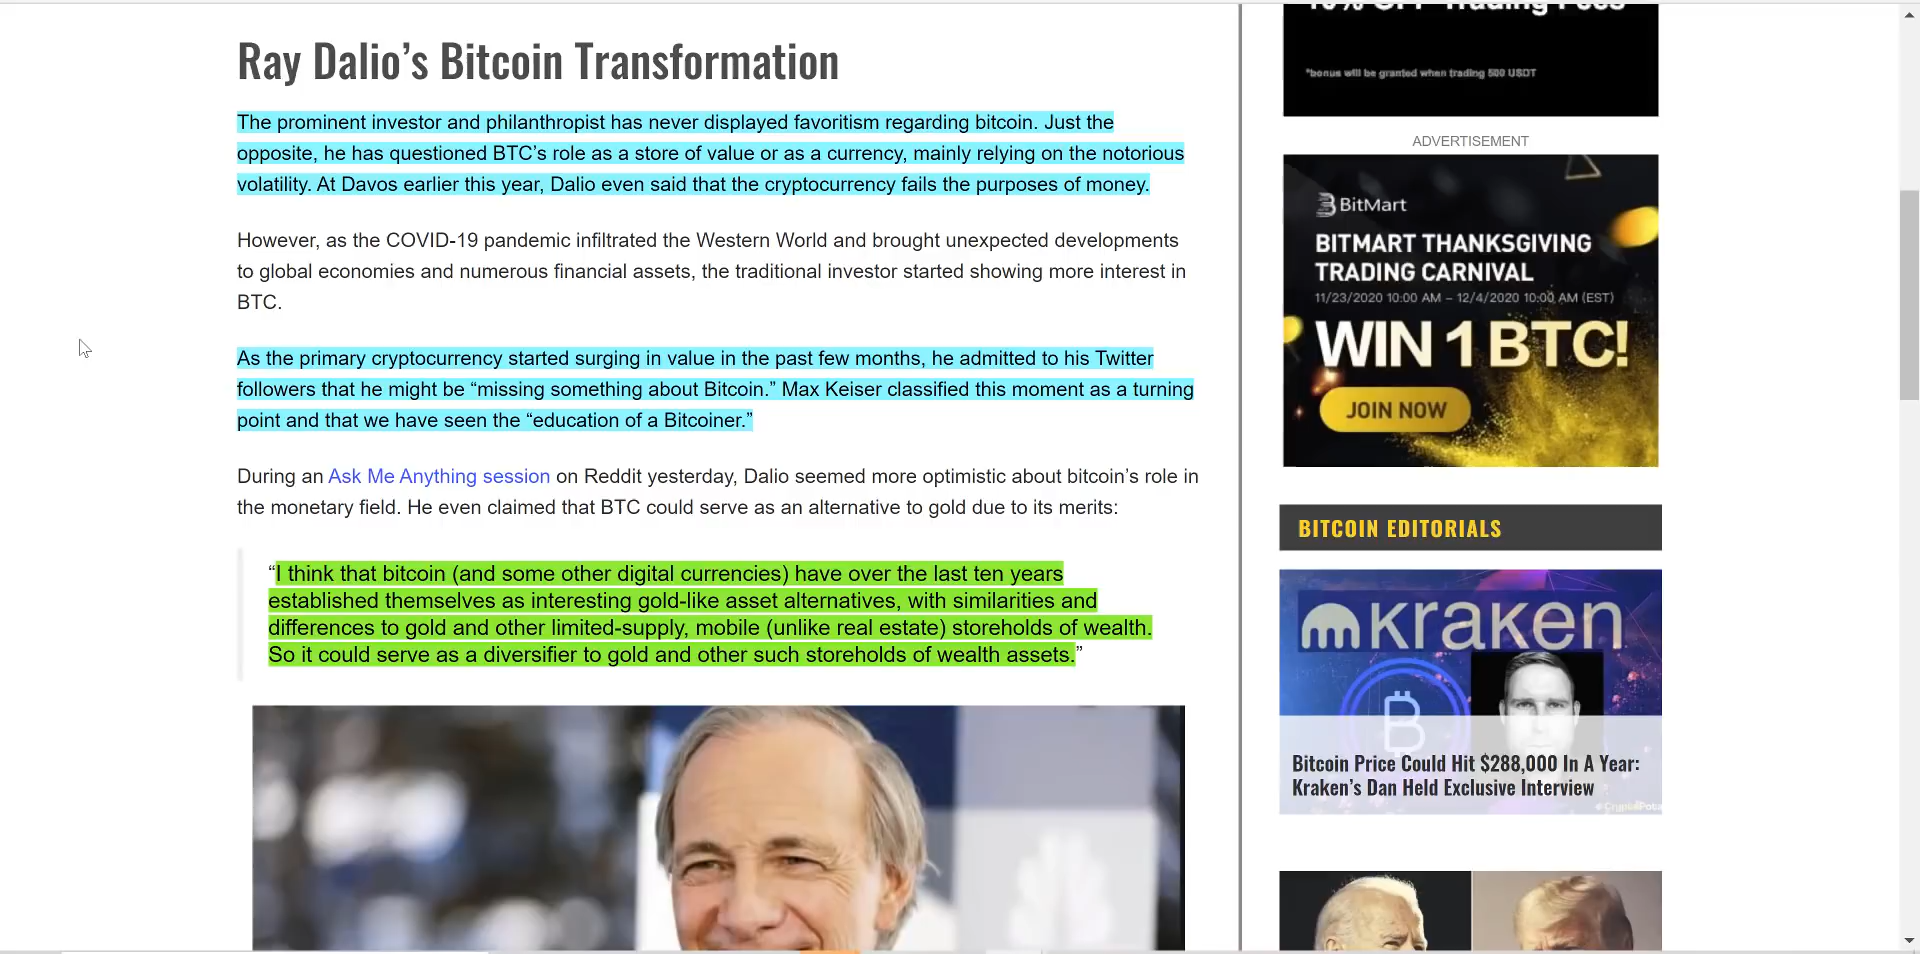 Ray Dalio’s Bitcoin Transformation
The prominent investor and philanthropist has never displayed favoritism regarding bitcoin. Just the
opposite, he has questioned BTC’s role as a store of value or as a currency, mainly relying on the notorious
volatility. At Davos earlier this year, Dalio even said that the cryptocurrency fails the purposes of money.
However, as the COVID-19 pandemic infiltrated the Western World and brought unexpected developments
to global economies and numerous financial assets, the traditional investor started showing more interest in
BTC.
As the primary cryptocurrency started surging in value in the past few months, he admitted to his Twitter
followers that he might be “missing something about Bitcoin.” Max Keiser classified this moment as a turning
point and that we have seen the “education of a Bitcoiner.”
During an Ask Me Anything session on Reddit yesterday, Dalio seemed more optimistic about bitcoin’s role in
the monetary field. He even claimed that BTC could serve as an alternative to gold due to its merits:
“I think that bitcoin (and some other digital currencies) have over the last ten years
established themselves as interesting gold-like asset alternatives, with similarities and
differences to gold and other limited-supply, mobile (unlike real estate) storeholds of wealth.
So it could serve as a diversifier to gold and other such storeholds of wealth assets.”
10% OFF Trading Fees
*bonus will be granted when trading 500 USDT
ADVERTISEMENT
BitMart
BITMART THANKSGIVING
TRADING CARNIVAL
11/23/2020 10:00 AM – 12/4/2020 10:00 AM (EST)
WIN 1 BTC!
JOIN NOW
BITCOIN EDITORIALS
kraken
Bitcoin Price Could Hit $288,000 In A Year:
Kraken’s Dan Held Exclusive Interview